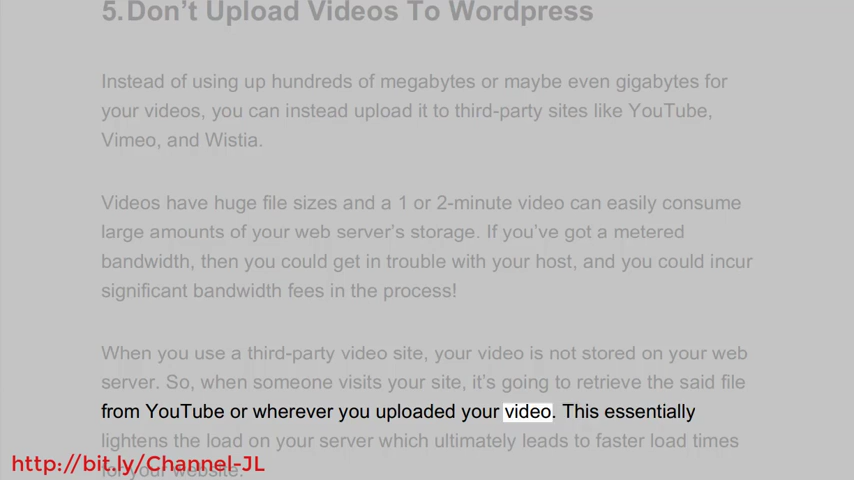 5. Don’t Upload Videos To Wordpress
Instead of using up hundreds of megabytes or maybe even gigabytes for
your videos, you can instead upload it to third-party sites like YouTube,
Vimeo, and Wistia.
Videos have huge file sizes and a 1 or 2-minute video can easily consume
large amounts of your web server’s storage. If you’ve got a metered
bandwidth, then you could get in trouble with your host, and you could incur
significant bandwidth fees in the process!
When you use a third-party video site, your video is not stored on your web
server. So, when someone visits your site, it’s going to retrieve the said file
from YouTube or wherever you uploaded your video. This essentially
lightens the load on your server which ultimately leads to faster load times
for your website.
http://bit.ly/Channel-JL